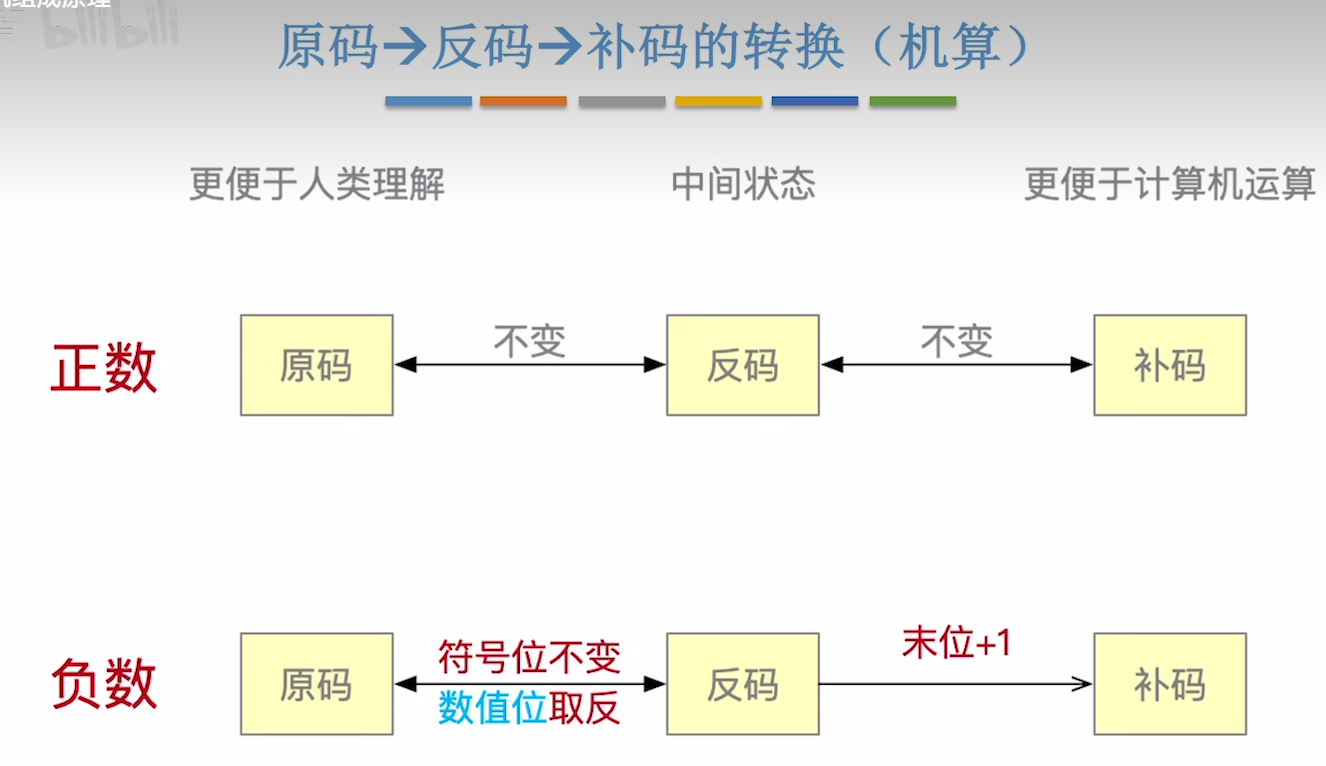 组成原理
bilibili
原码→反码→补码的转换（机算）
更便于人类理解 中间状态 更便于计算机运算
不变 不变
正数 原码 反码 补码
符号位不变 末位+1
负数 原码 反码 补码
数值位取反